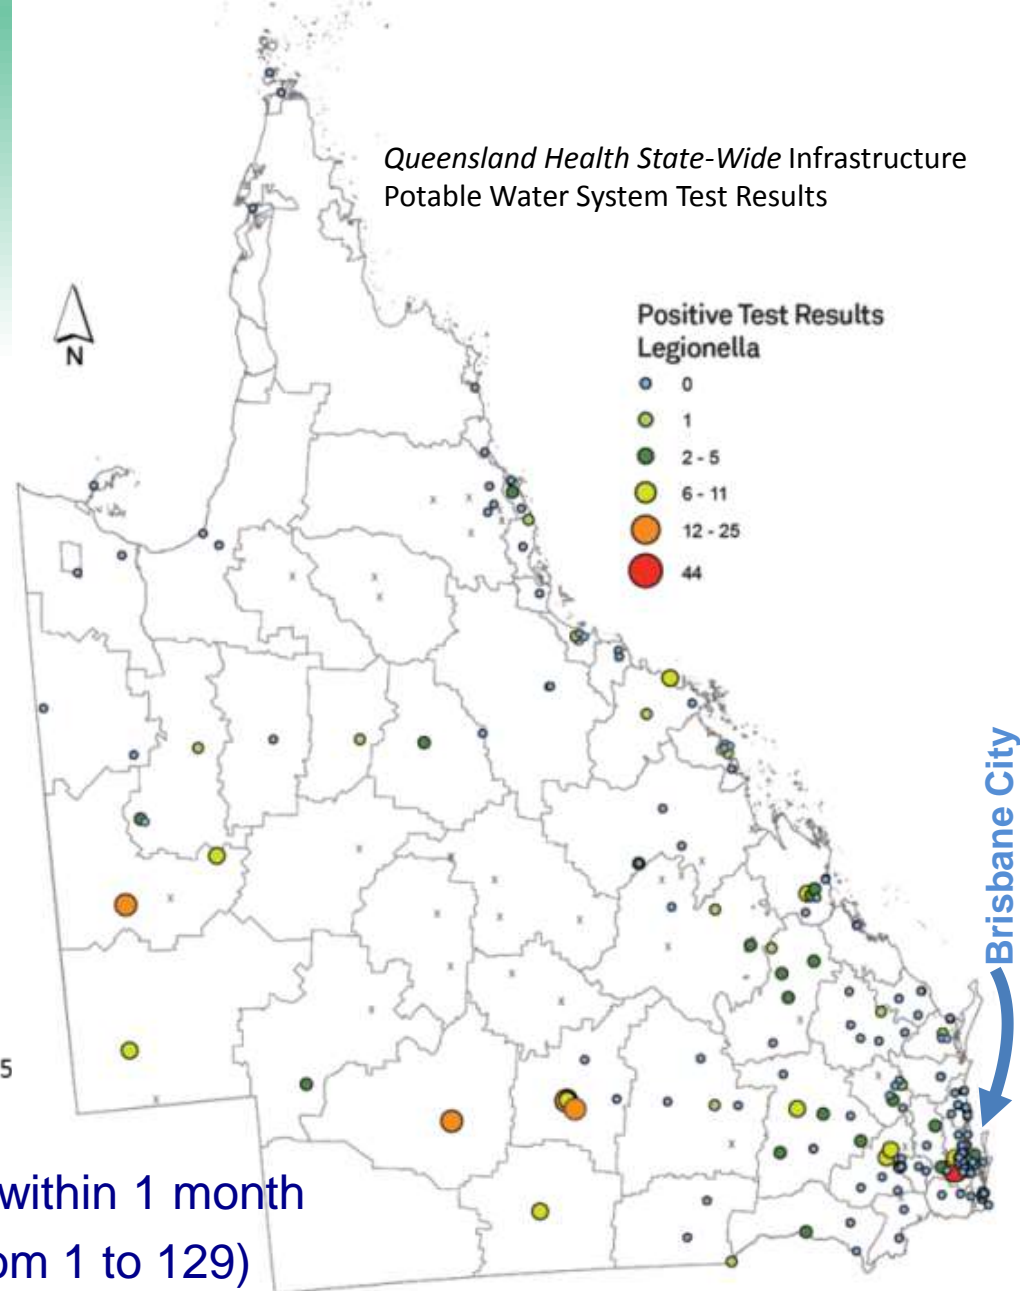 Queensland Health State-Wide Infrastructure
Potable Water System Test Results
N
Positive Test Results
Legionella
0
1
2 - 5
6 - 11
12 - 25
44
Brisbane City
5
within 1 month
om 1 to 129)